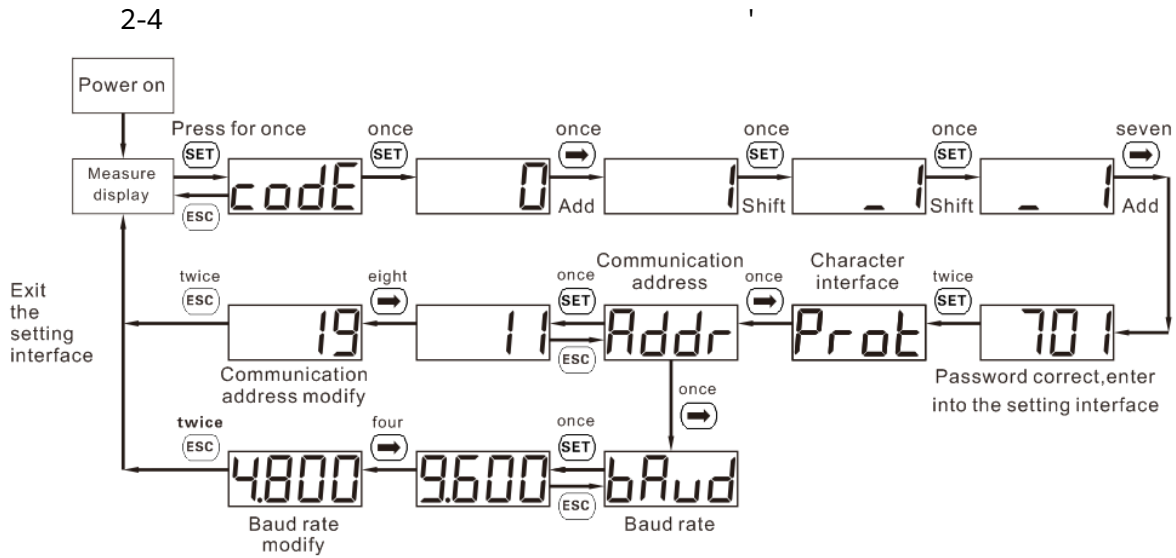 2-4 '
Power on
Press for once once once once once seven
SET SET ➡ SET SET ➡
Measure
display
codE 0 1 _1 _ 1
ESC Add Shift Shift Add
Communication
address
Character
interface
Exit
the
setting
interface
twice eight once once twice
ESC ➡ SET ➡ SET
19 11 Addr Prot 701
ESC
Communication
address modify
Password correct,enter
into the setting interface
once
➡
twice four once
ESC ➡ SET
4.800 9.600 bAud
ESC
Baud rate
modify
Baud rate